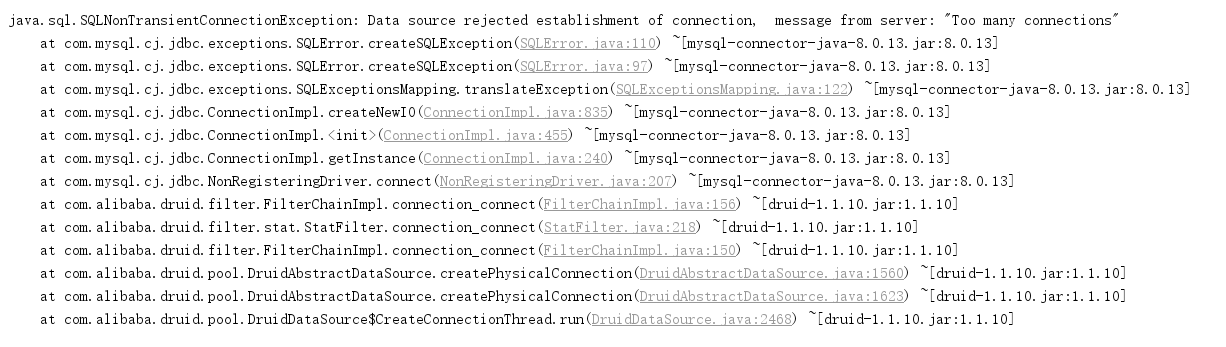 java.sql.SQLNonTransientConnectionException: Data source rejected establishment of connection,  message from server: "Too many connections"
at com.mysql.cj.jdbc.exceptions.SQLError.createSQLException(SQLError.java:110) ~[mysql-connector-java-8.0.13.jar:8.0.13]
at com.mysql.cj.jdbc.exceptions.SQLError.createSQLException(SQLError.java:97) ~[mysql-connector-java-8.0.13.jar:8.0.13]
at com.mysql.cj.jdbc.exceptions.SQLExceptionsMapping.translateException(SQLExceptionsMapping.java:122) ~[mysql-connector-java-8.0.13.jar:8.0.13]
at com.mysql.cj.jdbc.ConnectionImpl.createNewIO(ConnectionImpl.java:835) ~[mysql-connector-java-8.0.13.jar:8.0.13]
at com.mysql.cj.jdbc.ConnectionImpl.<init>(ConnectionImpl.java:455) ~[mysql-connector-java-8.0.13.jar:8.0.13]
at com.mysql.cj.jdbc.ConnectionImpl.getInstance(ConnectionImpl.java:240) ~[mysql-connector-java-8.0.13.jar:8.0.13]
at com.mysql.cj.jdbc.NonRegisteringDriver.connect(NonRegisteringDriver.java:207) ~[mysql-connector-java-8.0.13.jar:8.0.13]
at com.alibaba.druid.filter.FilterChainImpl.connection_connect(FilterChainImpl.java:156) ~[druid-1.1.10.jar:1.1.10]
at com.alibaba.druid.filter.stat.StatFilter.connection_connect(StatFilter.java:218) ~[druid-1.1.10.jar:1.1.10]
at com.alibaba.druid.filter.FilterChainImpl.connection_connect(FilterChainImpl.java:150) ~[druid-1.1.10.jar:1.1.10]
at com.alibaba.druid.pool.DruidAbstractDataSource.createPhysicalConnection(DruidAbstractDataSource.java:1560) ~[druid-1.1.10.jar:1.1.10]
at com.alibaba.druid.pool.DruidAbstractDataSource.createPhysicalConnection(DruidAbstractDataSource.java:1623) ~[druid-1.1.10.jar:1.1.10]
at com.alibaba.druid.pool.DruidDataSource$CreateConnectionThread.run(DruidDataSource.java:2468) ~[druid-1.1.10.jar:1.1.10]